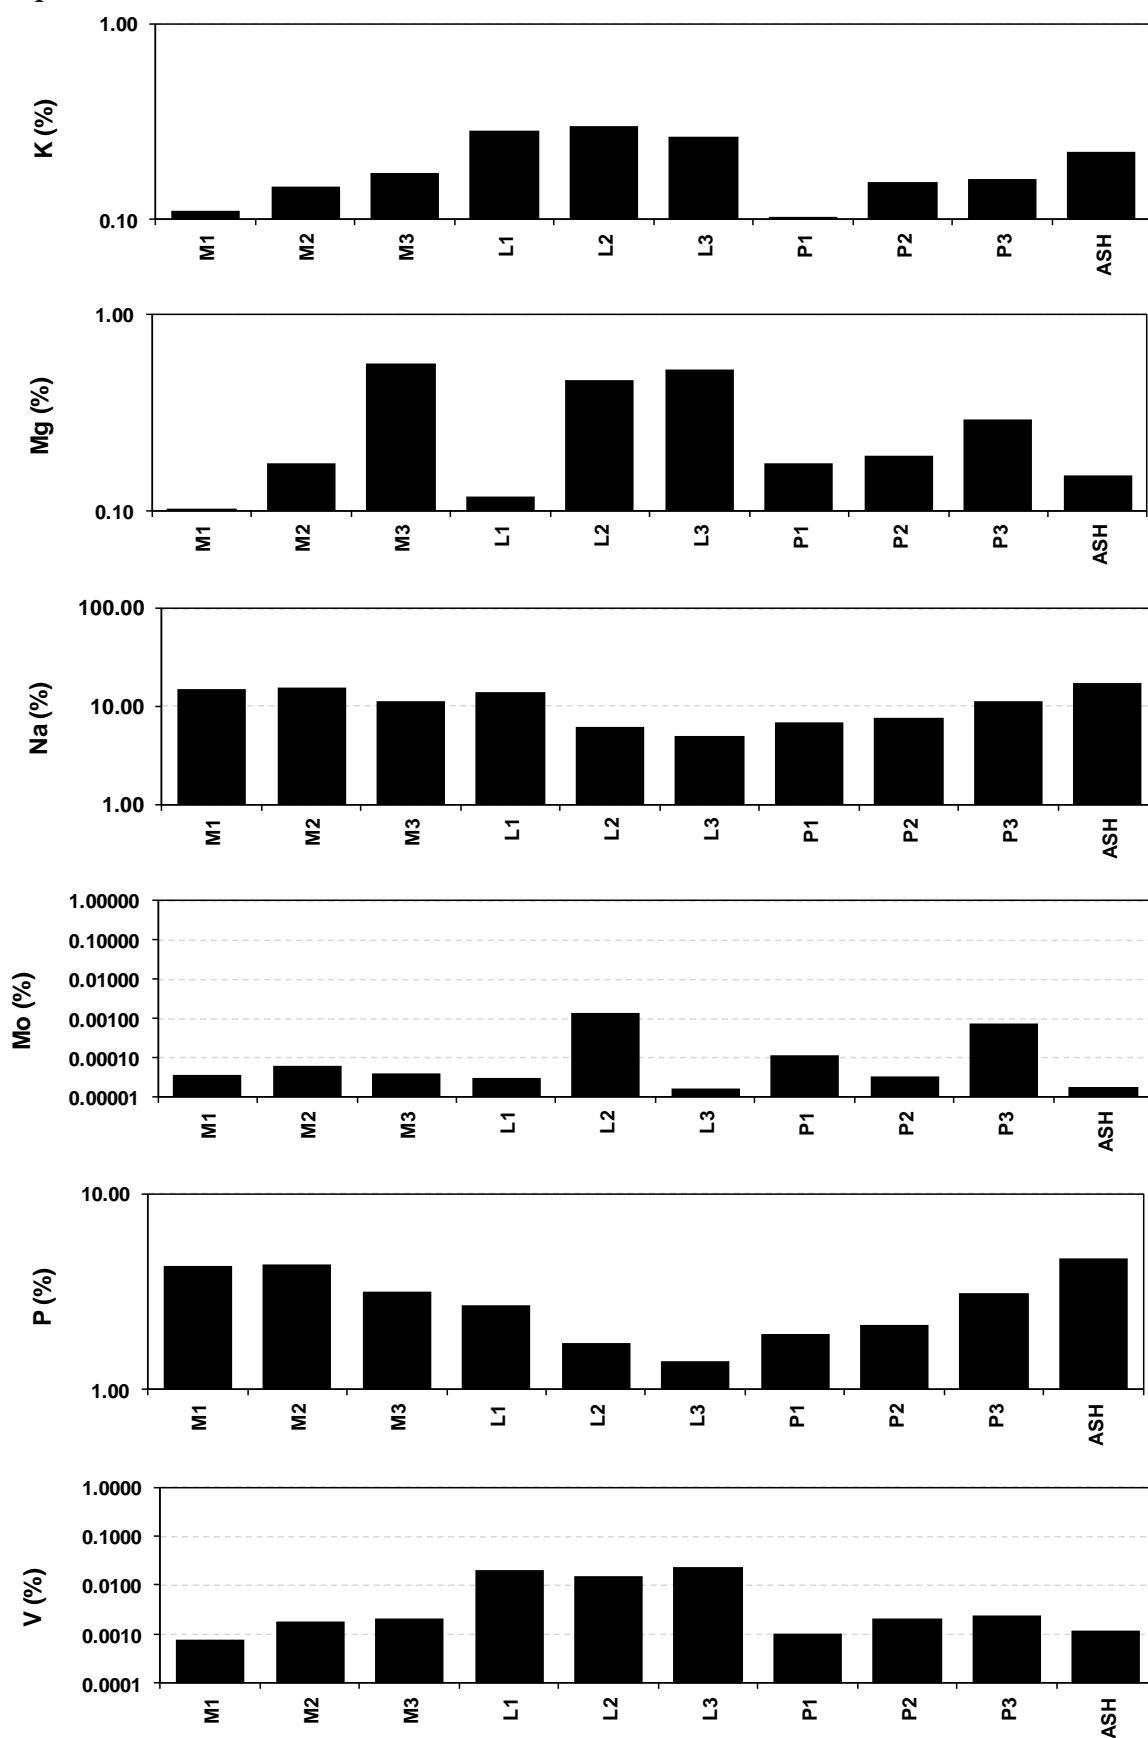 1.00
K (%)
0.10
M1 M2 M3 L1 L2 L3 P1 P2 P3 ASH
1.00
Mg (%)
0.10
M1 M2 M3 L1 L2 L3 P1 P2 P3 ASH
100.00
Na (%)
10.00
1.00
M1 M2 M3 L1 L2 L3 P1 P2 P3 ASH
1.00000
0.10000
0.01000
Mo (%)
0.00100
0.00010
0.00001
M1 M2 M3 L1 L2 L3 P1 P2 P3 ASH
10.00
P (%)
1.00
M1 M2 M3 L1 L2 L3 P1 P2 P3 ASH
1.0000
0.1000
V (%)
0.0100
0.0010
0.0001
M1 M2 M3 L1 L2 L3 P1 P2 P3 ASH